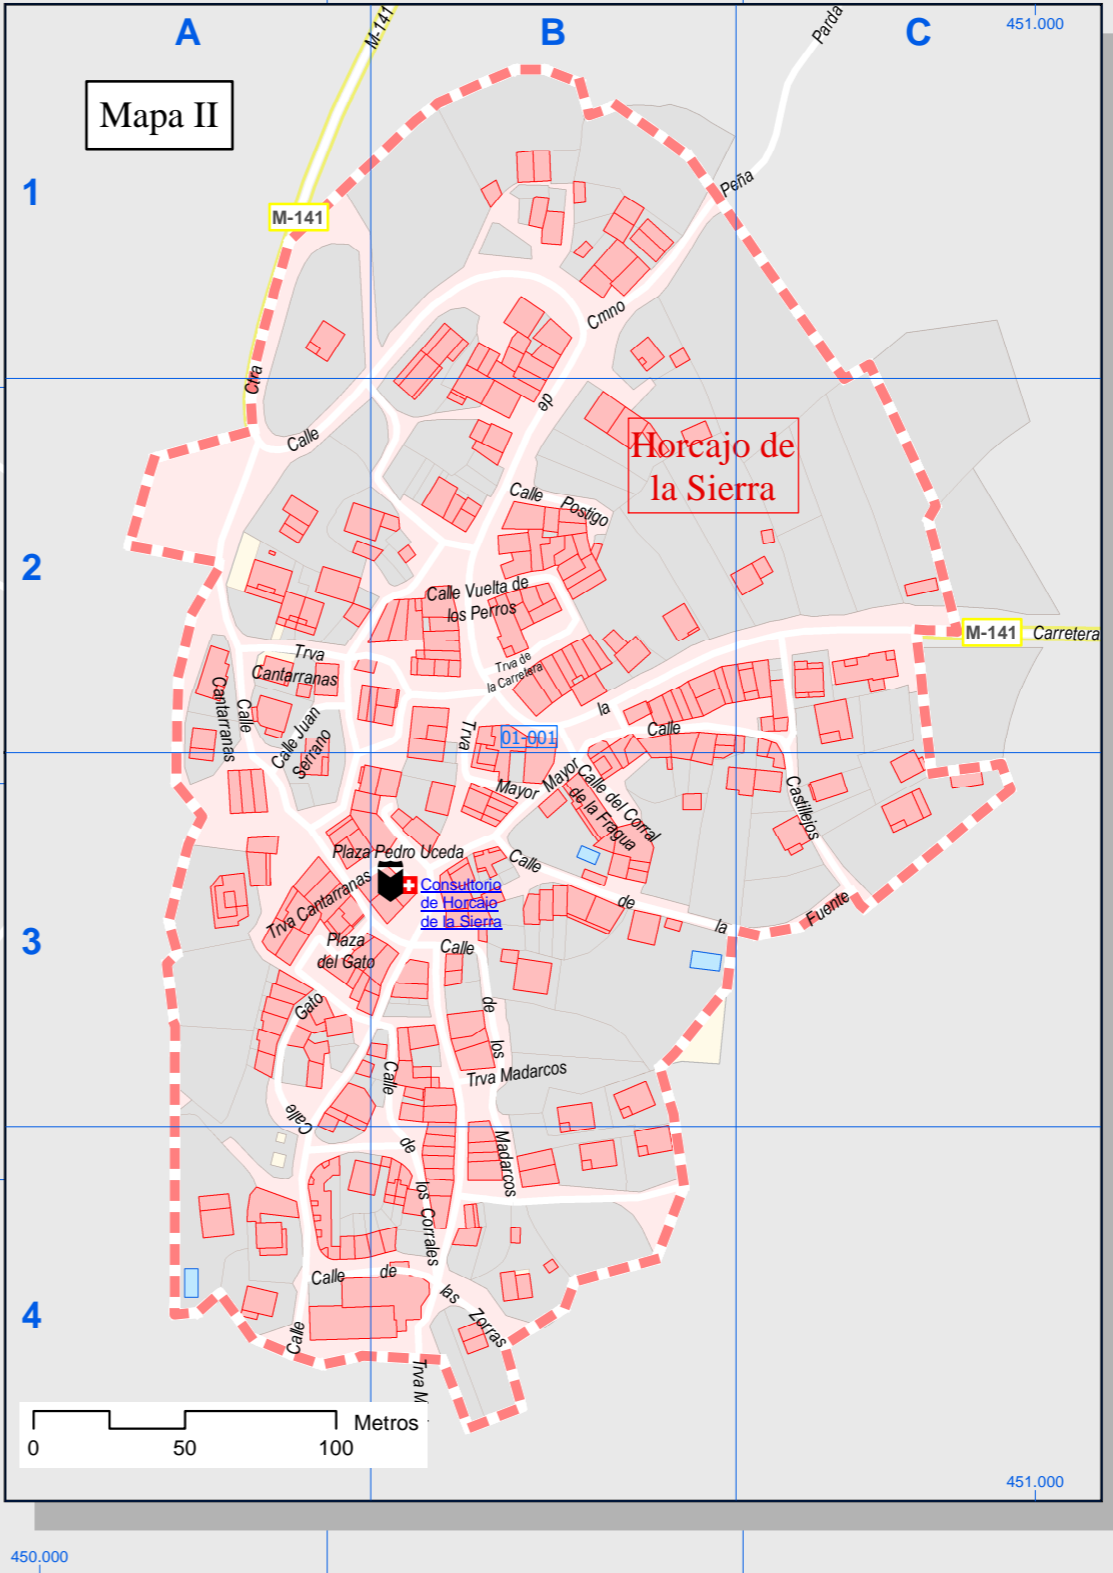 A
B
C
451.000
M-141
Parda
Mapa II
1
Peña
M-141
Cmno
Ctra
de
Calle
Horcajo de
la Sierra
Calle Postigo
2
Calle Vuelta de
los Perros
M-141
Carretera
Trva
Cantarranas
Trva de
la Carretera
Calle
Cantarranas
Calle Juan
Serrano
la
Trva
01-001
Calle
Mayor
Mayor
Calle del Corral
de la Fragua
Castillejos
Plaza Pedro Uceda
Calle
Trva Cantarranas
Consultorio
de Horcajo
de la Sierra
de
la
Fuente
3
Plaza
del Gato
Calle
Gato
de
los
Calle
Trva Madarcos
Calle
de
Madarcos
los Corrales
Calle de
las
Zorras
4
Calle
Trva M
Metros
0
50
100
451.000
450.000